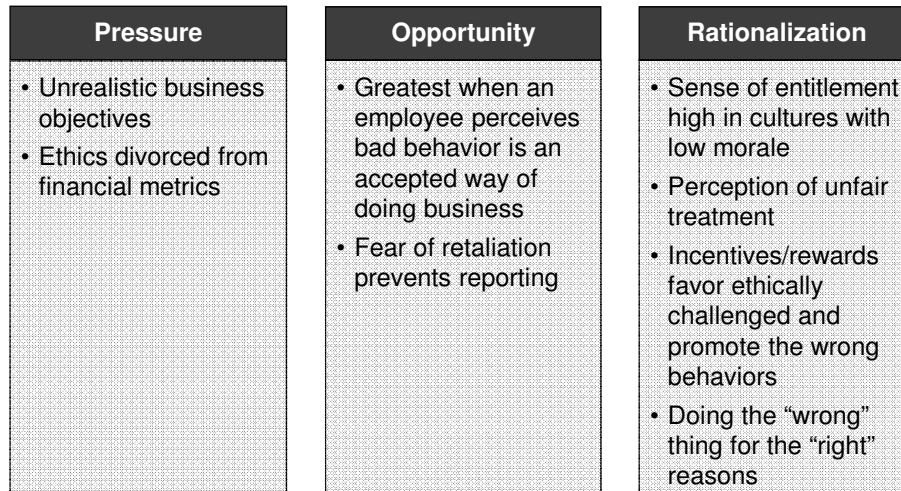 Pressure
• Unrealistic business
objectives
• Ethics divorced from
financial metrics
Opportunity
• Greatest when an
employee perceives
bad behavior is an
accepted way of
doing business
• Fear of retaliation
prevents reporting
Rationalization
• Sense of entitlement
high in cultures with
low morale
• Perception of unfair
treatment
• Incentives/rewards
favor ethically
challenged and
promote the wrong
behaviors
• Doing the “wrong”
thing for the “right”
reasons